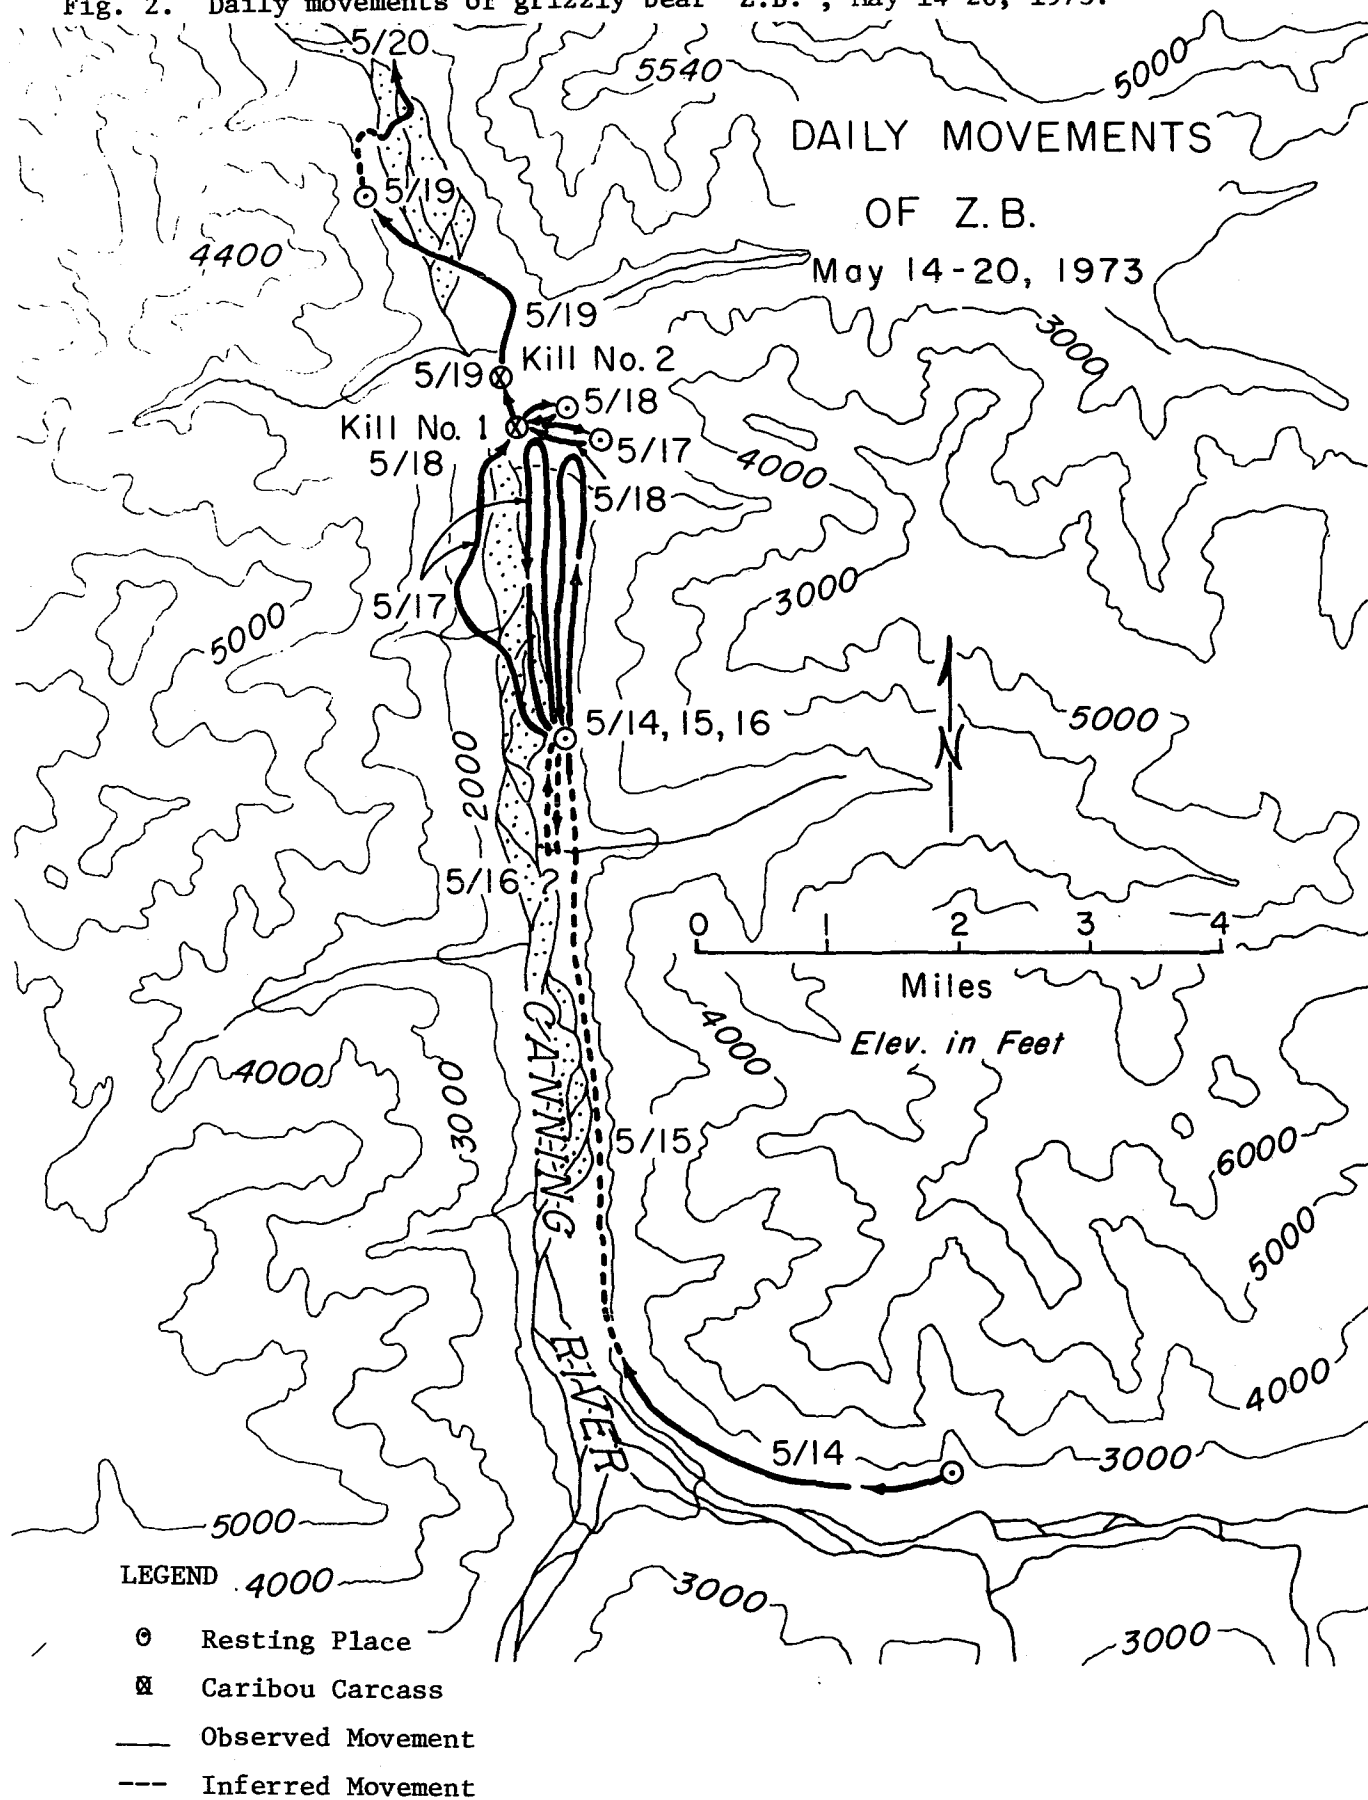 Fig. 2. Daily movements of grizzly bear "Z.B.", May 14-20, 1973.
5/20
5540
5000
DAILY MOVEMENTS
OF Z.B.
May 14-20, 1973
5/19
4400
5/19
3000
Kill No. 2
5/19
5/18
Kill No. 1
5/18
5/17
4000
5/18
3000
5/17
5000
5/14, 15, 16
5000
N
2000
5/16 ?
0 1 2 3 4
Miles
Elev. in Feet
4000
4000
3000
CANNING
5/15
6000
5000
RIVER
4000
5/14
3000
5000
LEGEND
4000
3000
3000
Resting Place
Caribou Carcass
Observed Movement
Inferred Movement